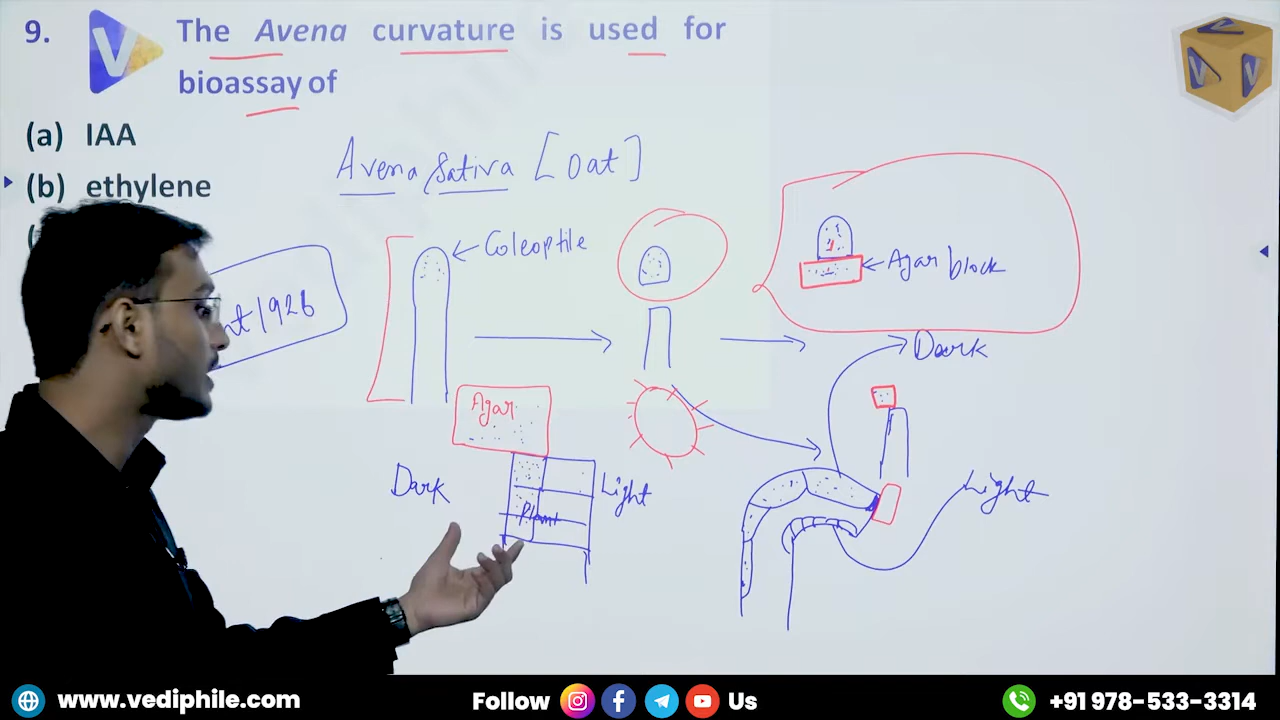 9. The Avena curvature is used for
bioassay of
(a) IAA
(b) ethylene
Avena Sativa [Oat]
Coleoptile
1926
Agar block
Dark
Agar
Dark
Light
Plant
Light
www.vediphile.com
Follow Us
+91 978-533-3314